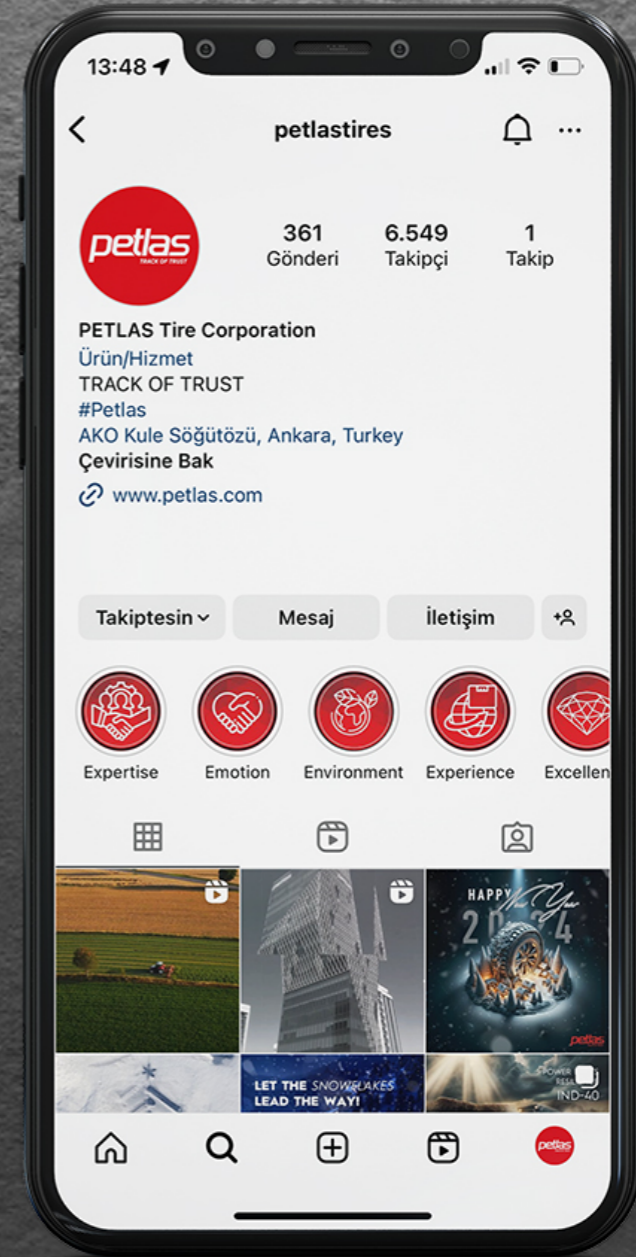 13:48
petlastires
petlas
TRACK OF TRUST
361
Gönderi
6.549
Takipçi
1
Takip
PETLAS Tire Corporation
Ürün/Hizmet
TRACK OF TRUST
#Petlas
AKO Kule Söğütözü, Ankara, Turkey
Çevirisine Bak
www.petlas.com
Takiptesin
Mesaj
İletişim
Expertise
Emotion
Environment
Experience
Excellen
HAPPY New Year
2024
petlas
LET THE SNOWFLAKES
LEAD THE WAY!
POWER
RESIL
IND-40
petlas